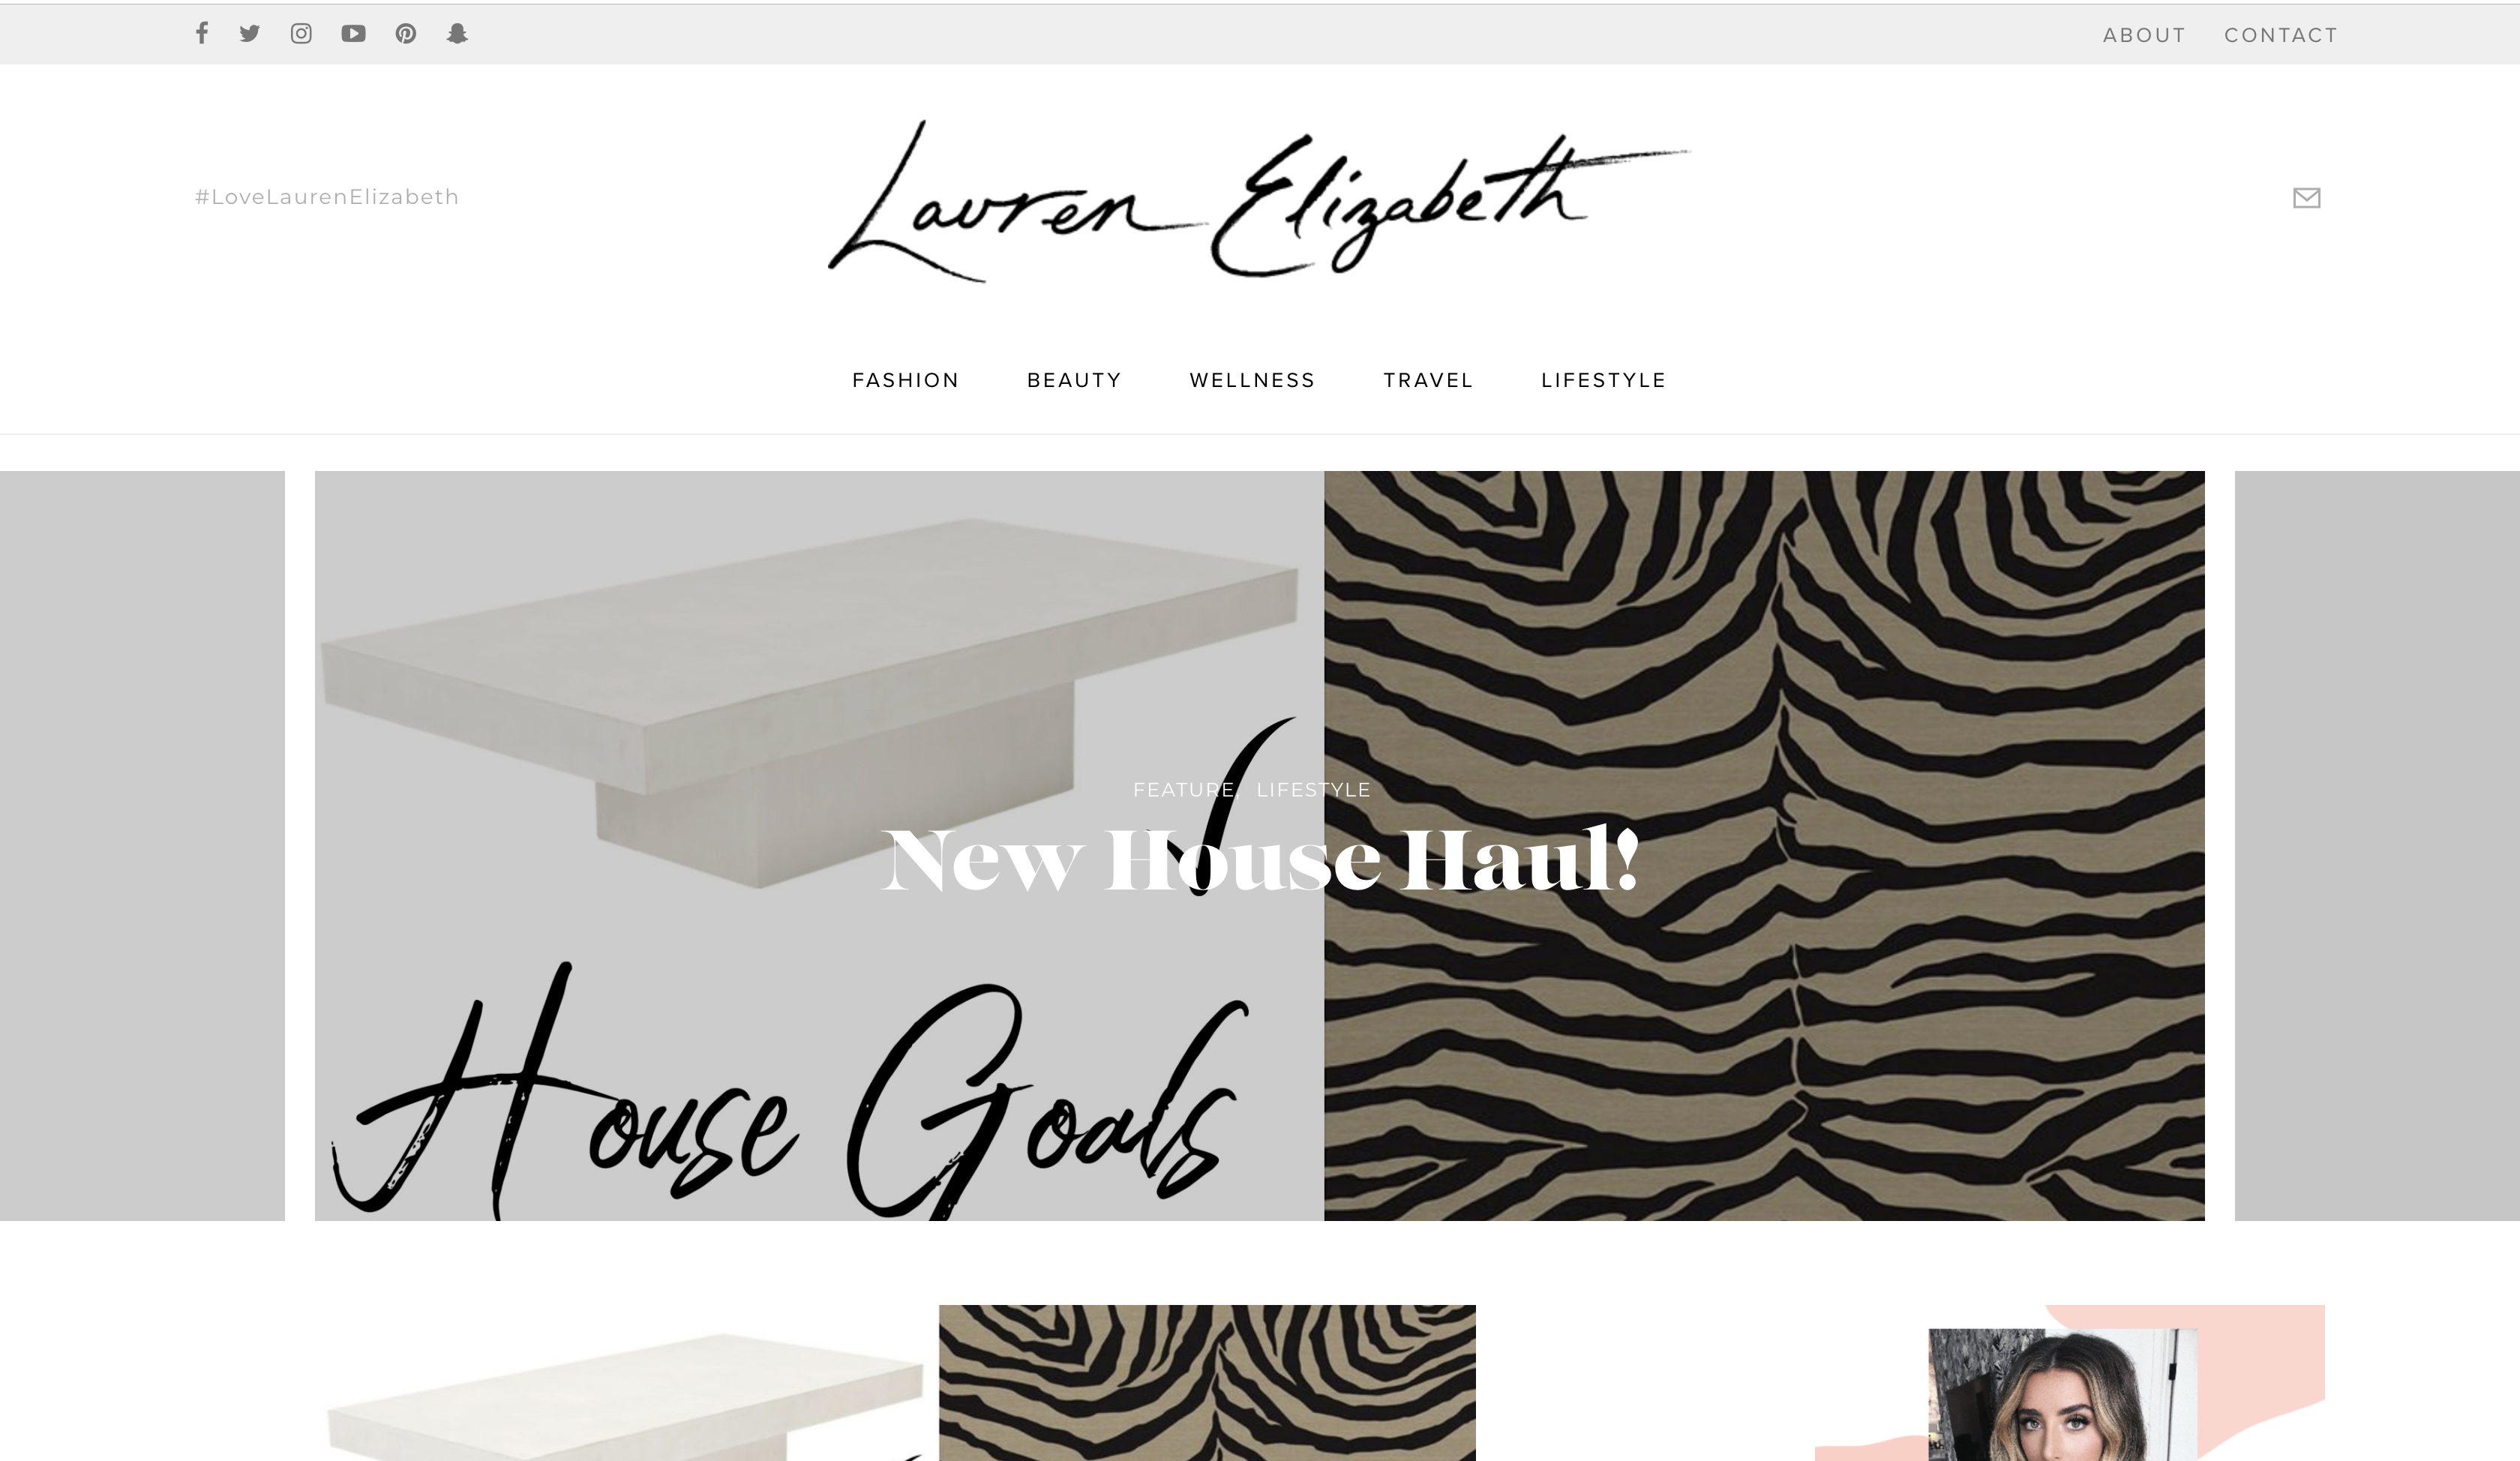 ABOUT CONTACT
#LoveLaurenElizabeth
Lauren Elizabeth
FASHION BEAUTY WELLNESS TRAVEL LIFESTYLE
FEATURE, LIFESTYLE
New House Haul!
House Goals